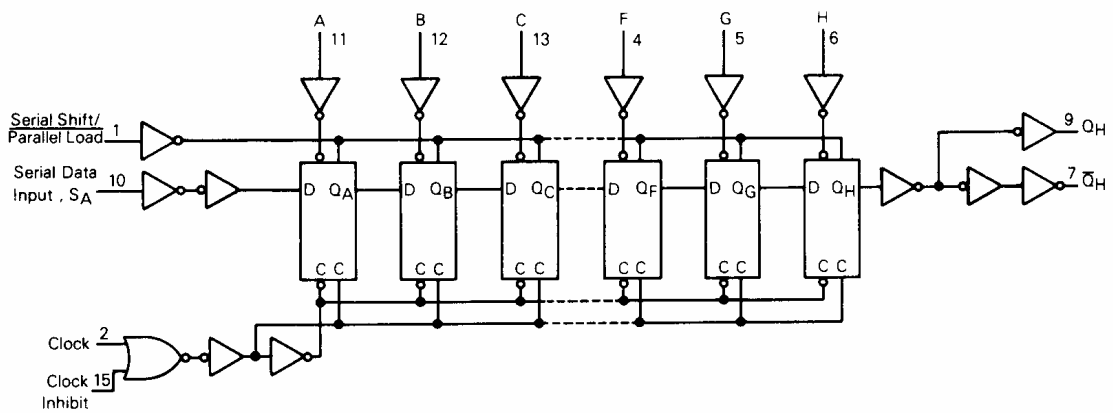 A B C F G H
11 12 13 4 5 6
Serial Shift/
Parallel Load 1
9 QH
Serial Data
Input , SA 10
D QA D QB D QC D QF D QG D QH
7 Q̅H
C C C C C C C C C C C C
Clock 2
Clock 15
Inhibit